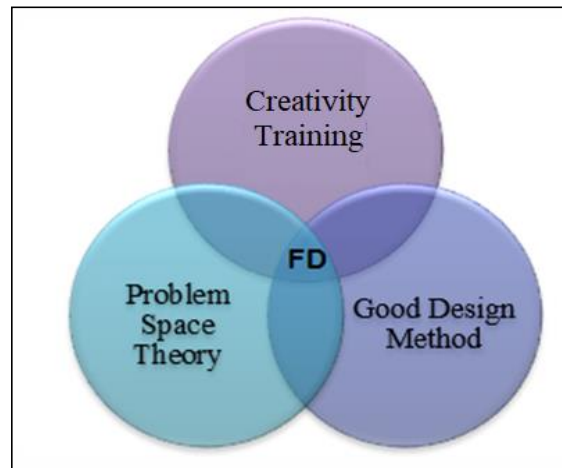 Creativity
Training
FD
Problem
Space
Theory
Good Design
Method